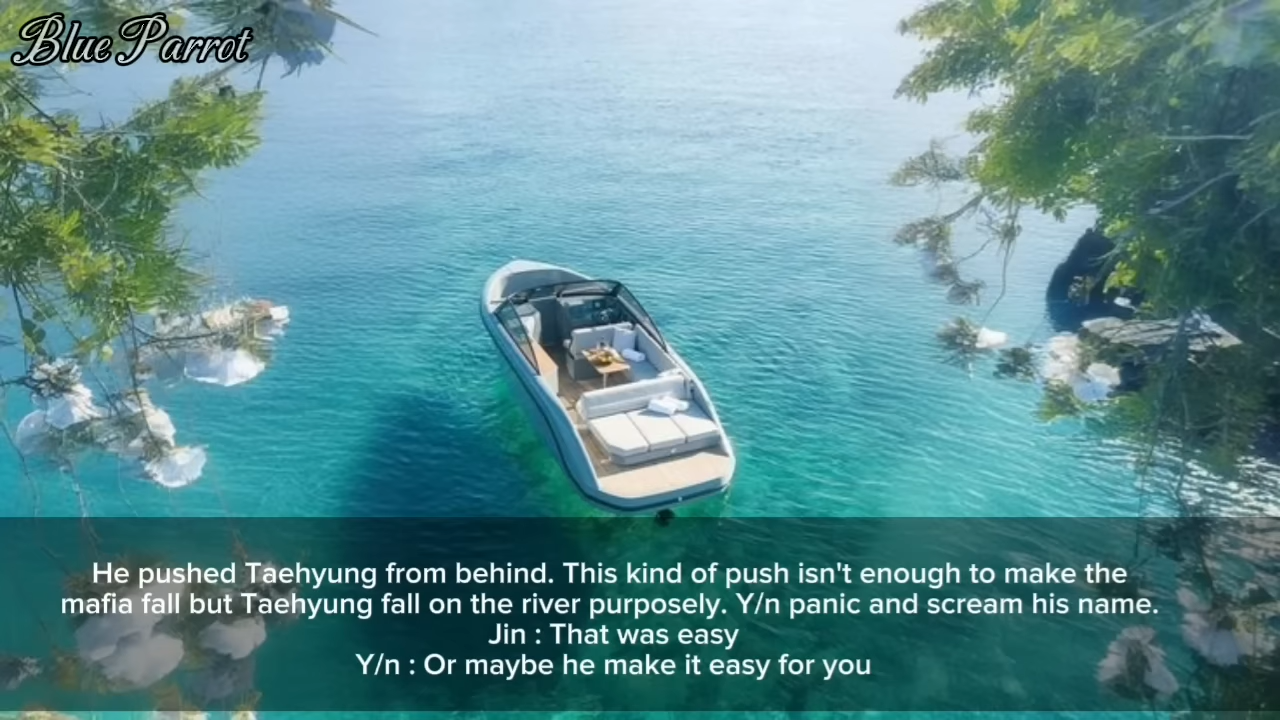 Blue Parrot
He pushed Taehyung from behind. This kind of push isn't enough to make the
mafia fall but Taehyung fall on the river purposely. Y/n panic and scream his name.
Jin : That was easy
Y/n : Or maybe he make it easy for you